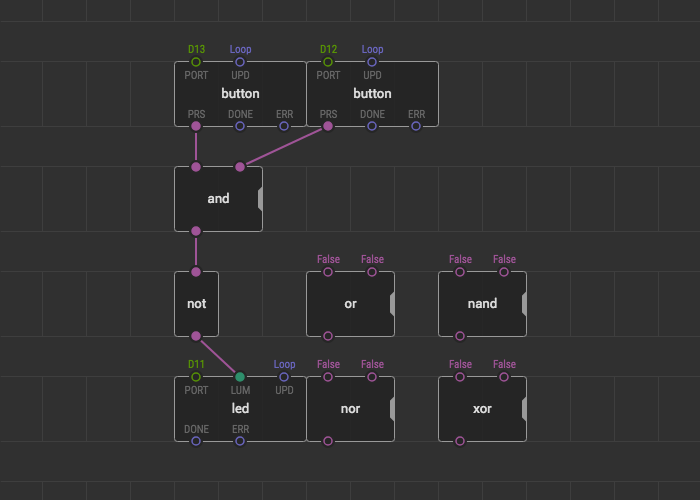 D13 Loop D12 Loop
PORT UPD PORT UPD
button button
PRS DONE ERR PRS DONE ERR
and
False False False False
not or nand
D11 Loop False False False False
PORT LUM UPD
led nor xor
DONE ERR